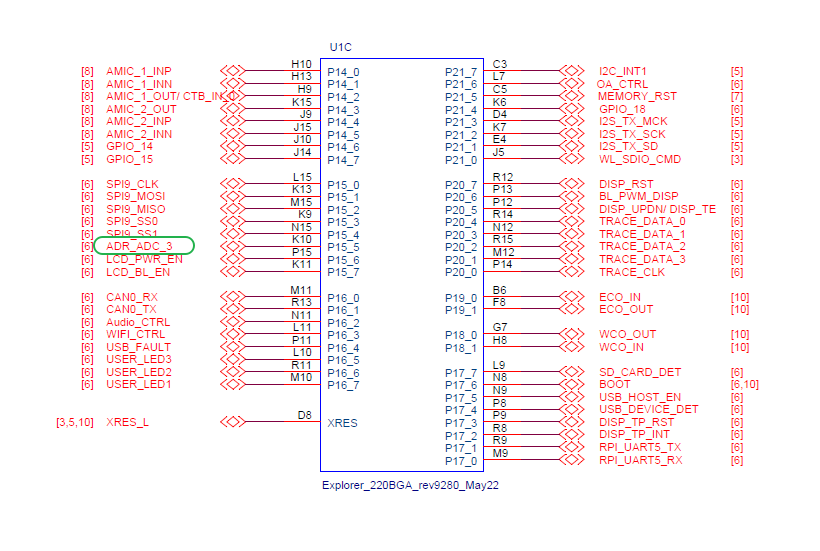 U1C
[8] AMIC_1_INP H10 P14_0 P21_7 C3 I2C_INT1 [5]
[8] AMIC_1_INN H13 P14_1 P21_6 L7 OA_CTRL [6]
[8] AMIC_1_OUT/ CTB_IN_0 H9 P14_2 P21_5 C5 MEMORY_RST [7]
[8] AMIC_2_OUT K15 P14_3 P21_4 K6 GPIO_18 [6]
[8] AMIC_2_INP J9 P14_4 P21_3 D4 I2S_TX_MCK [5]
[8] AMIC_2_INN J15 P14_5 P21_2 K7 I2S_TX_SCK [5]
[5] GPIO_14 J10 P14_6 P21_1 E4 I2S_TX_SD [5]
[5] GPIO_15 J14 P14_7 P21_0 J5 WL_SDIO_CMD [3]
[6] SPI9_CLK L15 P15_0 P20_7 R12 DISP_RST [6]
[6] SPI9_MOSI K13 P15_1 P20_6 P13 BL_PWM_DISP [6]
[6] SPI9_MISO M15 P15_2 P20_5 P12 DISP_UPDN/ DISP_TE [6]
[6] SPI9_SS0 K9 P15_3 P20_4 R14 TRACE_DATA_0 [6]
[6] SPI9_SS1 N15 P15_4 P20_3 N12 TRACE_DATA_1 [6]
[6] ADR_ADC_3 K10 P15_5 P20_2 R15 TRACE_DATA_2 [6]
[6] LCD_PWR_EN P15 P15_6 P20_1 M12 TRACE_DATA_3 [6]
[6] LCD_BL_EN K11 P15_7 P20_0 P14 TRACE_CLK [6]
[6] CAN0_RX M11 P16_0 P19_0 B6 ECO_IN [10]
[6] CAN0_TX R13 P16_1 P19_1 F8 ECO_OUT [10]
[6] Audio_CTRL N11 P16_2
[6] WIFI_CTRL L11 P16_3 P18_0 G7 WCO_OUT [10]
[6] USB_FAULT P11 P16_4 P18_1 H8 WCO_IN [10]
[6] USER_LED3 L10 P16_5
[6] USER_LED2 R11 P16_6 P17_7 L9 SD_CARD_DET [6]
[6] USER_LED1 M10 P16_7 P17_6 N8 BOOT [6,10]
P17_5 N9 USB_HOST_EN [6]
P17_4 P8 USB_DEVICE_DET [6]
[3,5,10] XRES_L D8 XRES P17_3 P9 DISP_TP_RST [6]
P17_2 R8 DISP_TP_INT [6]
P17_1 R9 RPI_UART5_TX [6]
P17_0 M9 RPI_UART5_RX [6]
Explorer_220BGA_rev9280_May22